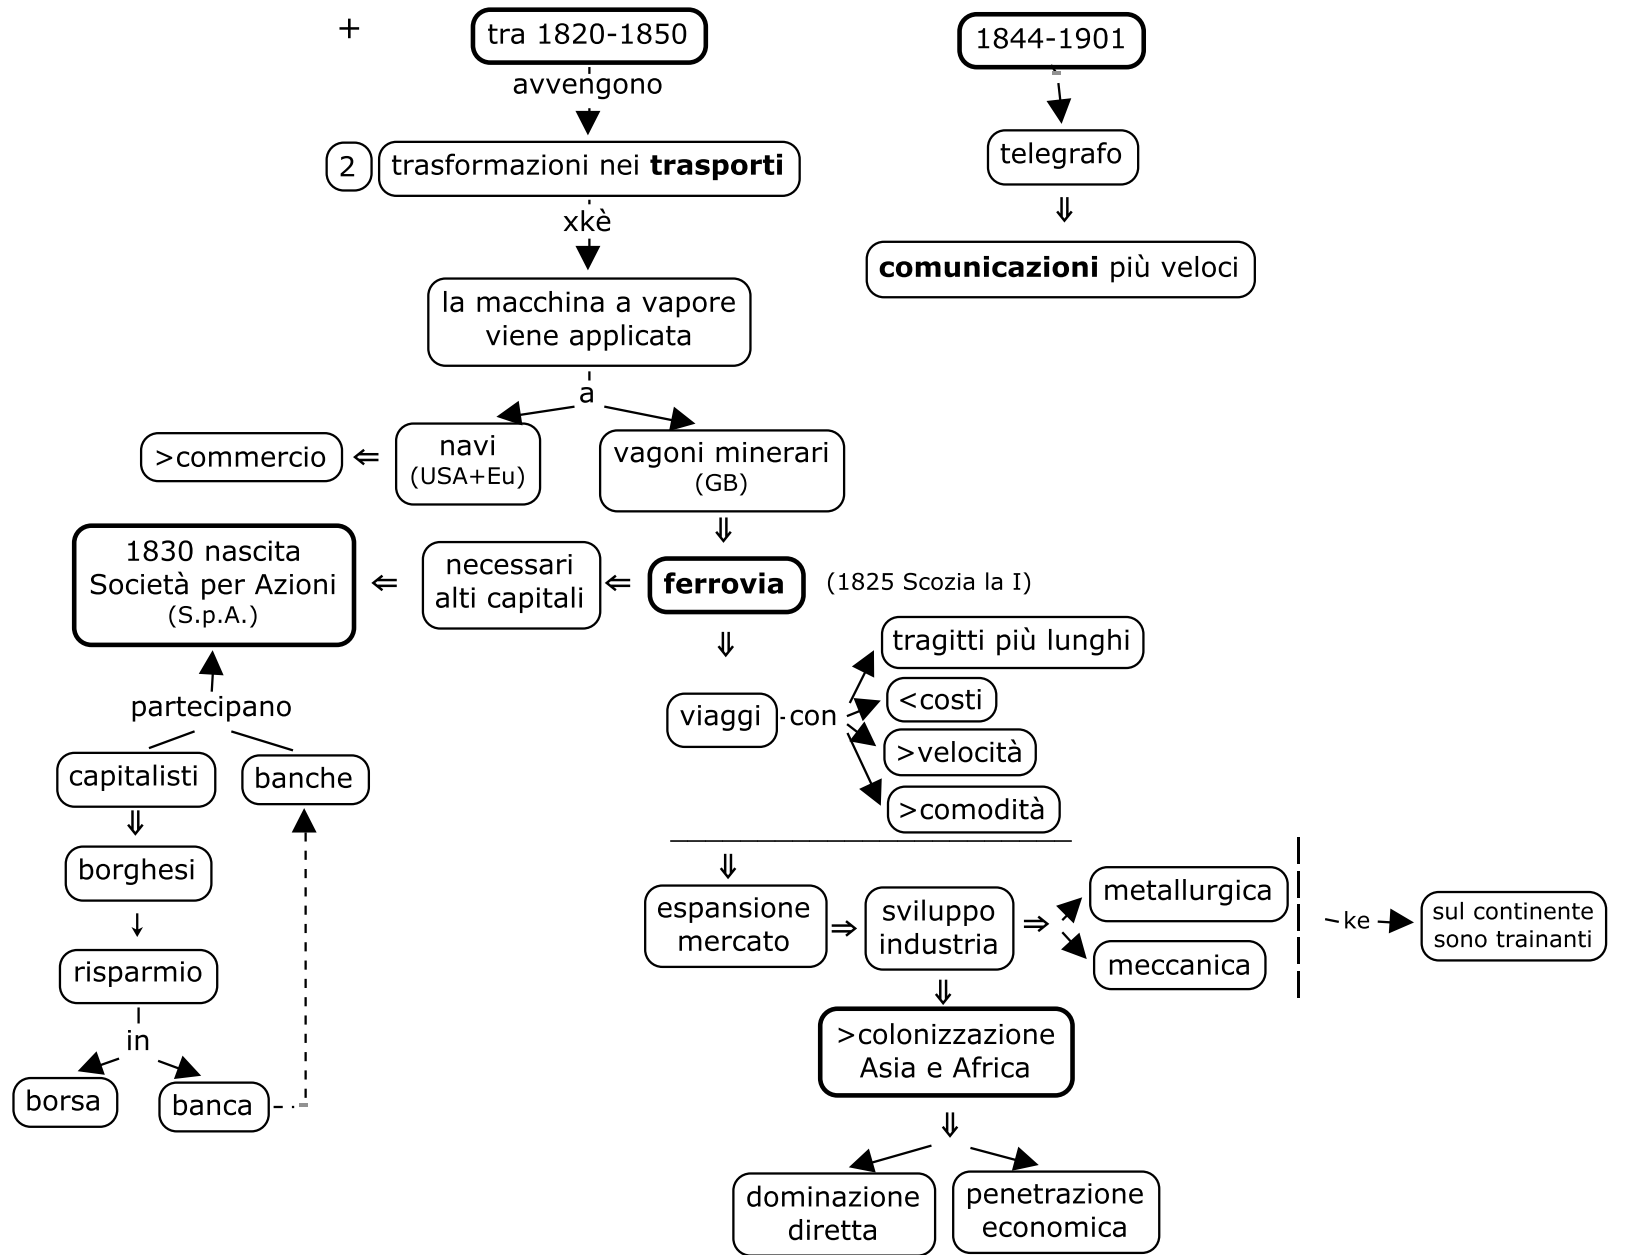 +
tra 1820-1850
avvengono
2
trasformazioni nei trasporti
xkè
la macchina a vapore
viene applicata
a
navi
(USA+Eu)
>commercio
vagoni minerari
(GB)
ferrovia
(1825 Scozia la I)
necessari
alti capitali
1830 nascita
Società per Azioni
(S.p.A.)
partecipano
capitalisti
banche
borghesi
risparmio
in
borsa
banca
viaggi
con
tragitti più lunghi
<costi
>velocità
>comodità
espansione
mercato
sviluppo
industria
metallurgica
meccanica
ke
sul continente
sono trainanti
>colonizzazione
Asia e Africa
dominazione
diretta
penetrazione
economica
1844-1901
telegrafo
comunicazioni più veloci